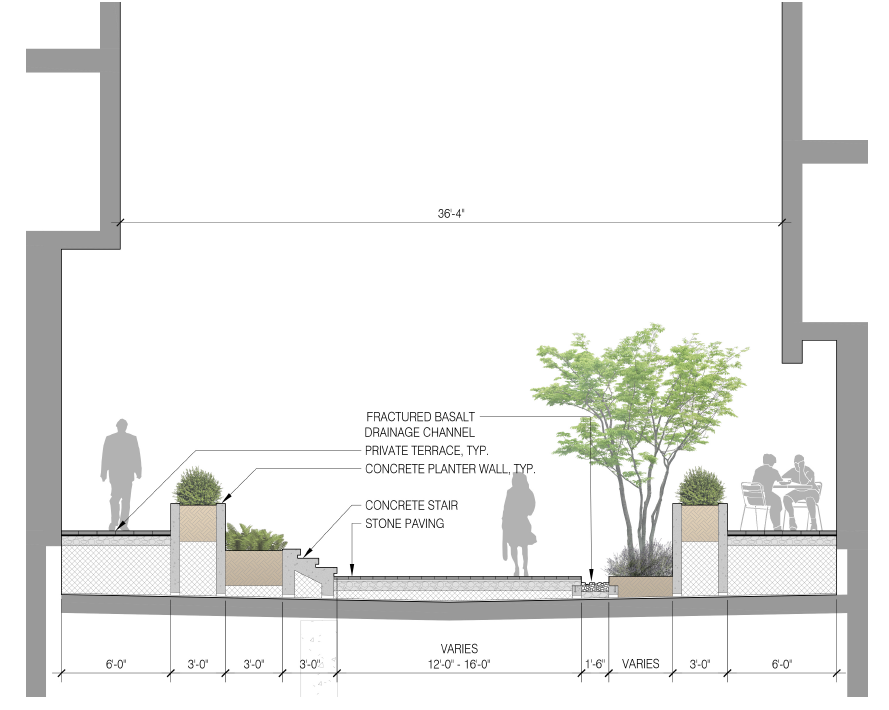 36'-4"
FRACTURED BASALT
DRAINAGE CHANNEL
PRIVATE TERRACE, TYP.
CONCRETE PLANTER WALL, TYP.
CONCRETE STAIR
STONE PAVING
VARIES
6'-0" 3'-0" 3'-0" 3'-0" 12'-0" - 16'-0" 1'-6" VARIES 3'-0" 6'-0"